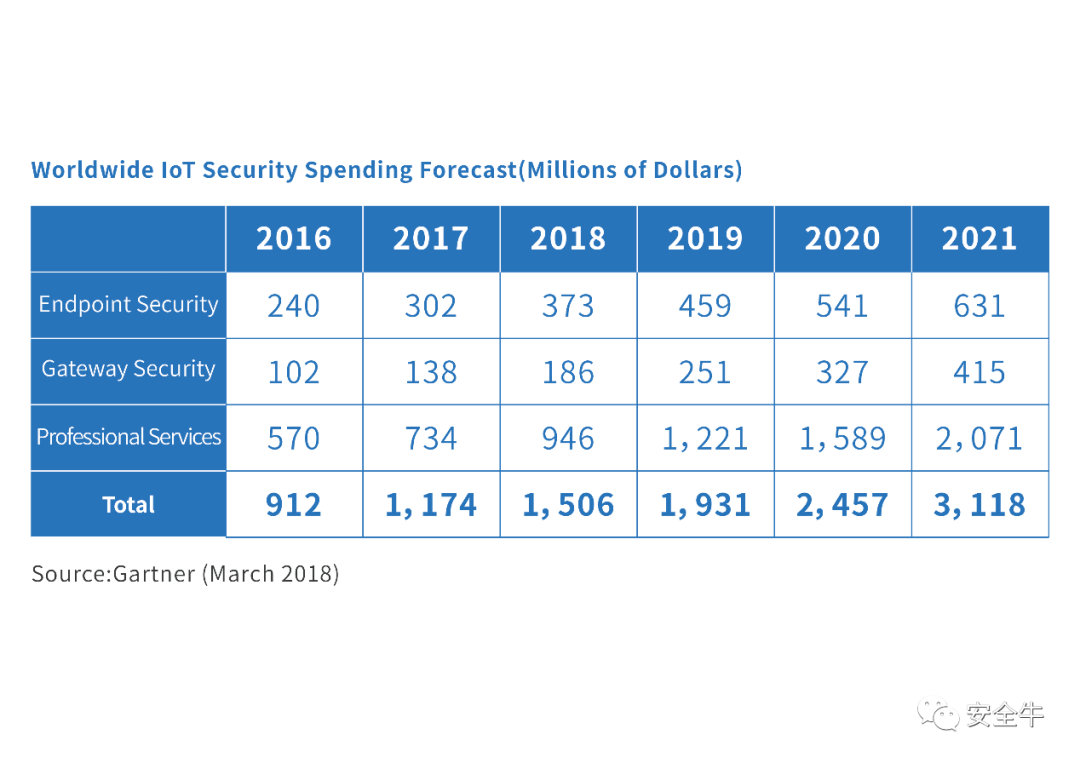 Worldwide IoT Security Spending Forecast(Millions of Dollars)
2016 2017 2018 2019 2020 2021
Endpoint Security 240 302 373 459 541 631
Gateway Security 102 138 186 251 327 415
Professional Services 570 734 946 1,221 1,589 2,071
Total 912 1,174 1,506 1,931 2,457 3,118
Source:Gartner (March 2018)
安全牛